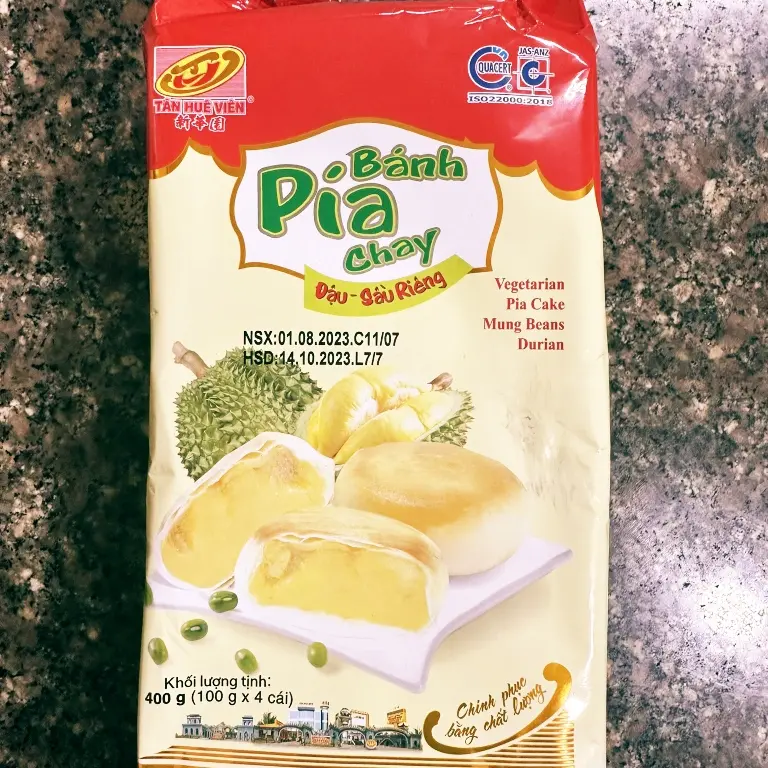 TÂN HUÊ VIÊN®
新華園
QUACERT
JAS-ANZ
ISO22000:2018
Bánh
Pía
Chay
Đậu - Sầu Riêng
Vegetarian
Pia Cake
Mung Beans
Durian
NSX:01.08.2023.C11/07
HSD:14.10.2023.L7/7
Khối lượng tịnh:
400 g (100 g x 4 cái)
Chinh phục
bằng chất lượng